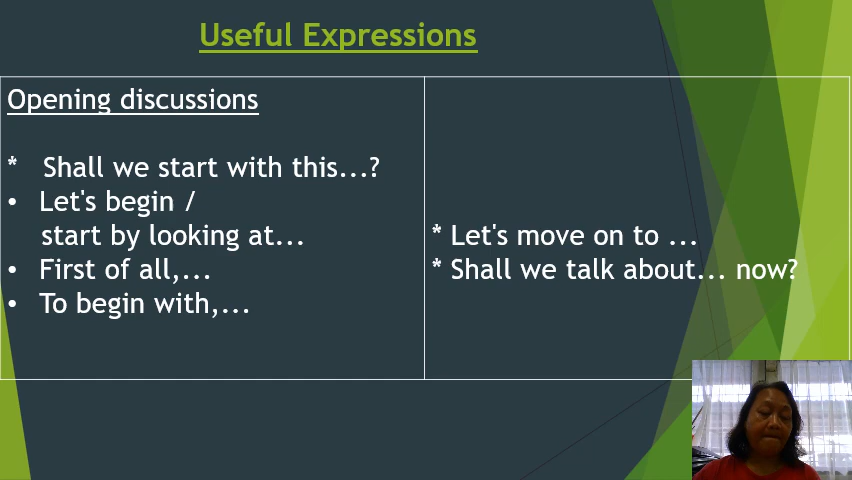 Useful Expressions
Opening discussions
* Shall we start with this...?
• Let's begin /
start by looking at...
• First of all,...
• To begin with,...
* Let's move on to ...
* Shall we talk about... now?